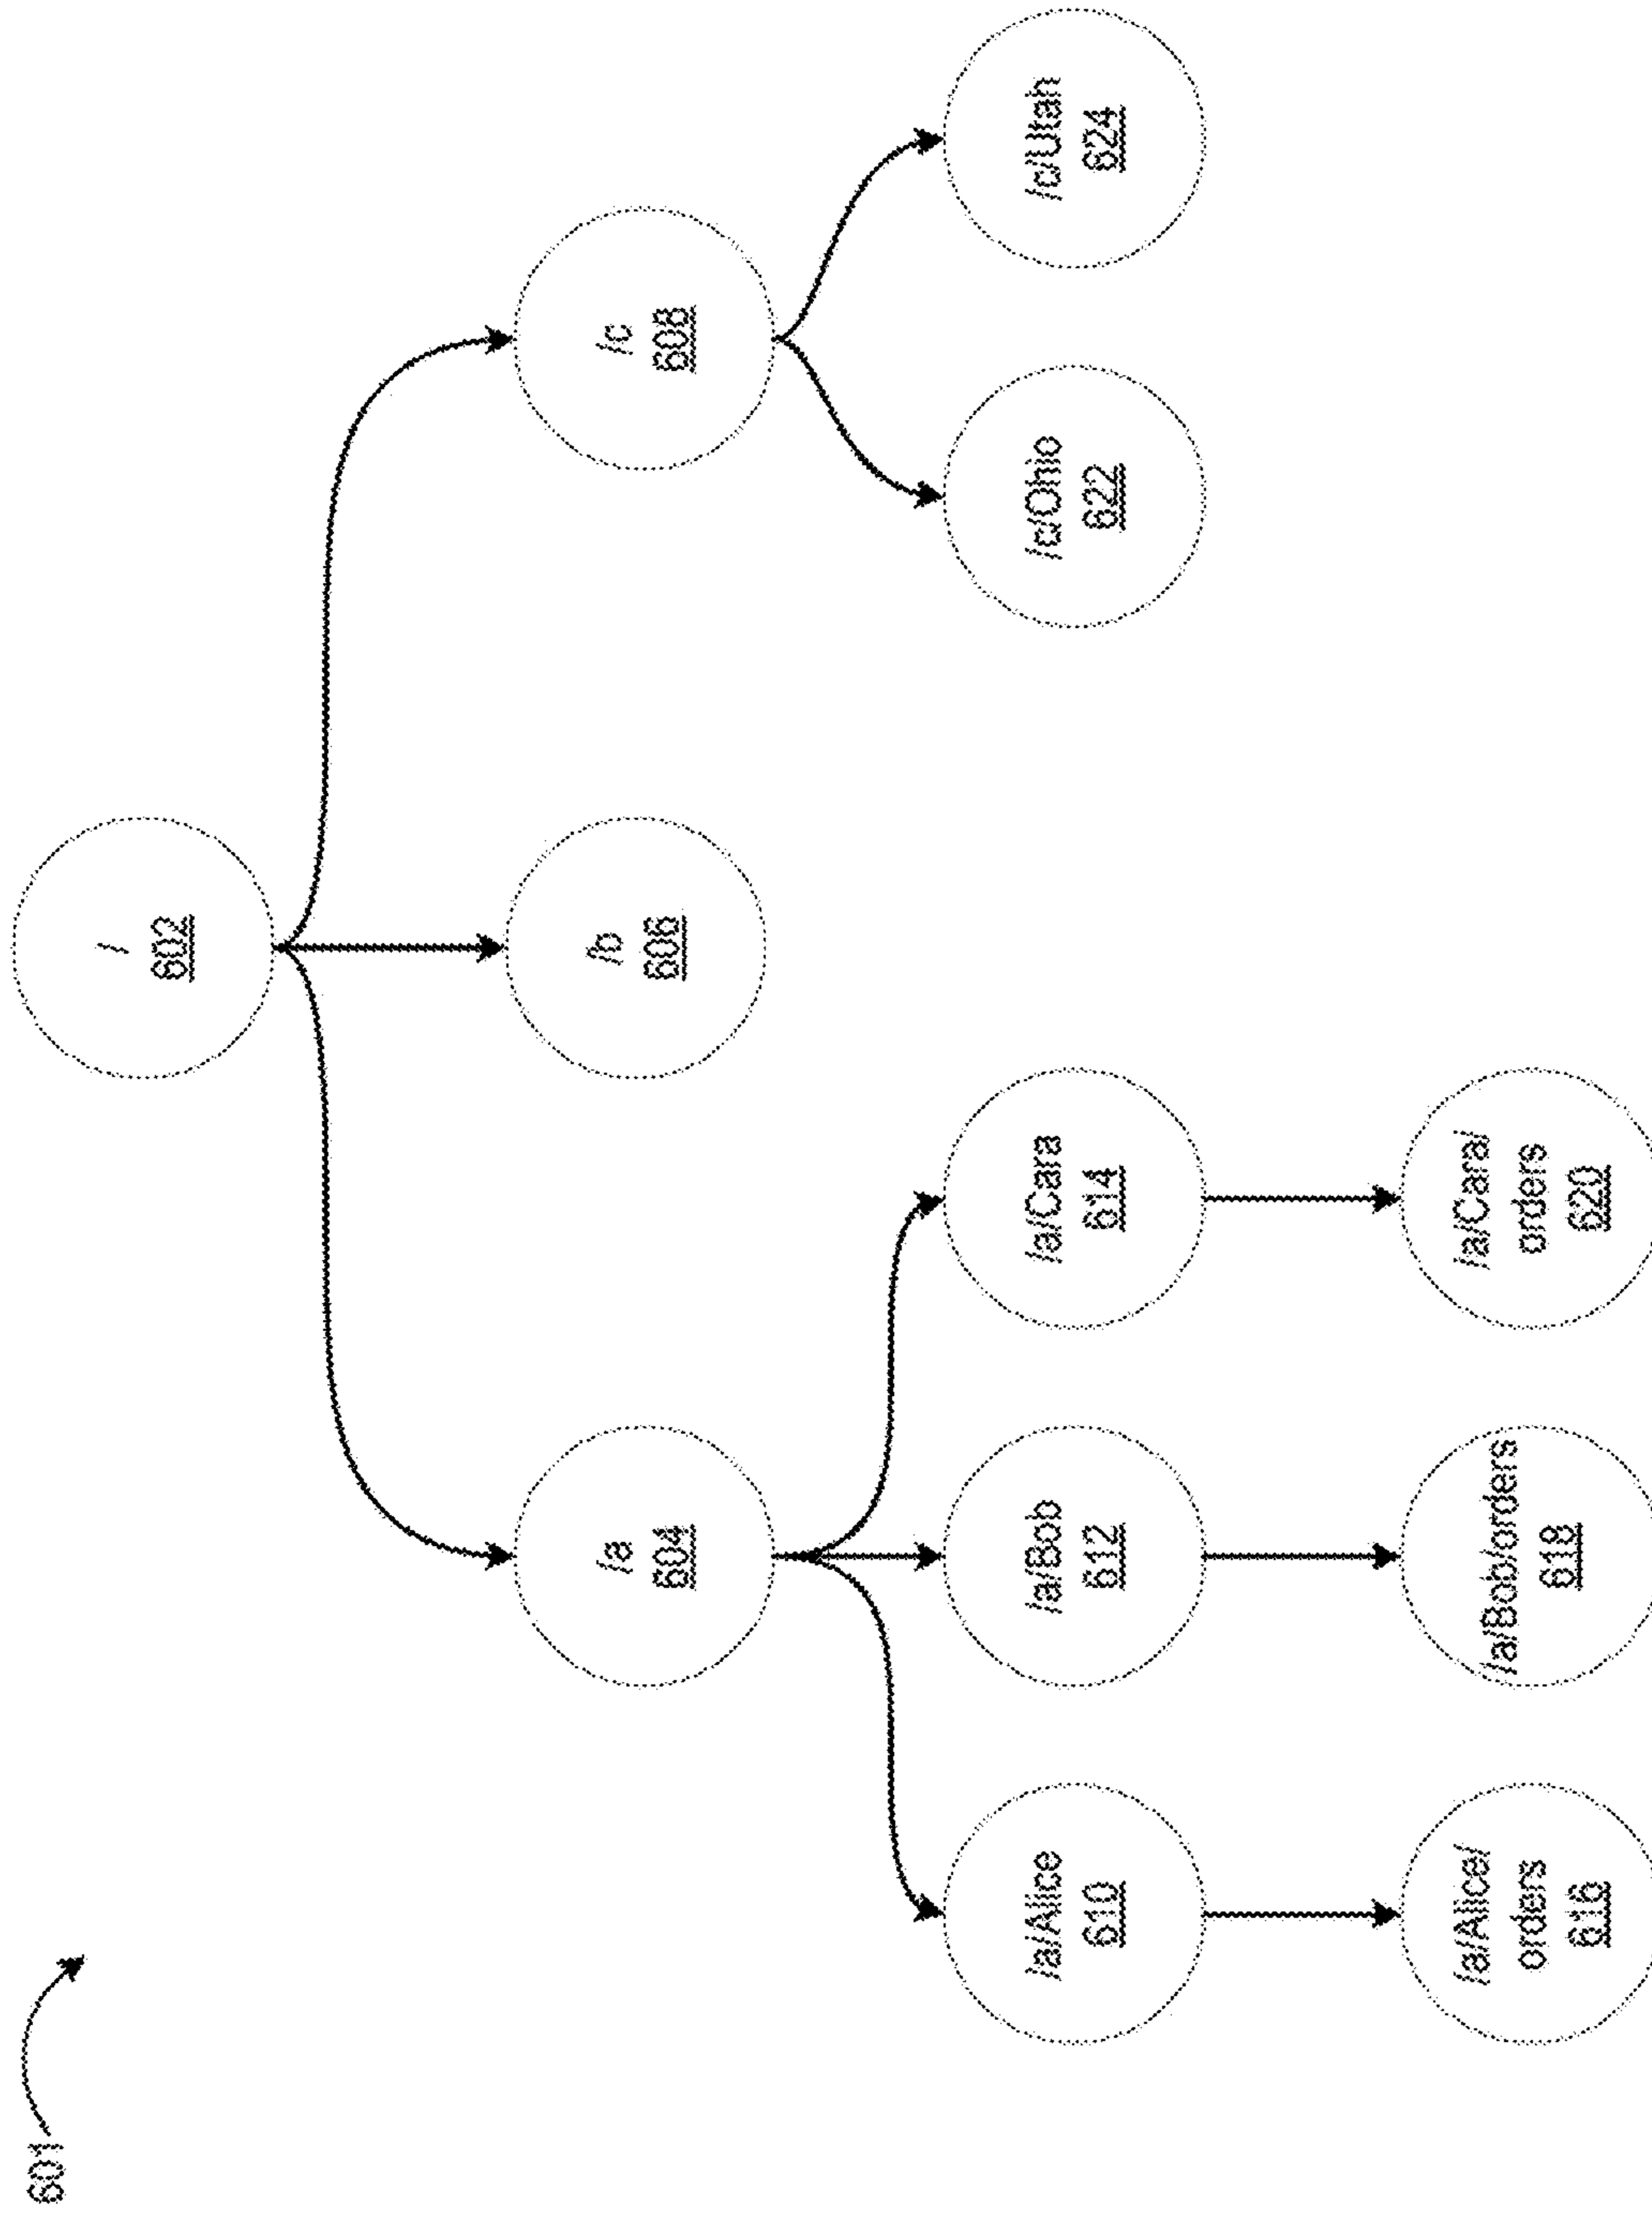 601
/
602
/a
604
/b
606
/c
608
/a/Alice
610
/a/Bob
612
/a/Cara
614
/c/Ohio
622
/c/Utah
624
/a/Alice/
orders
616
/a/Bob/orders
618
/a/Cara/
orders
620